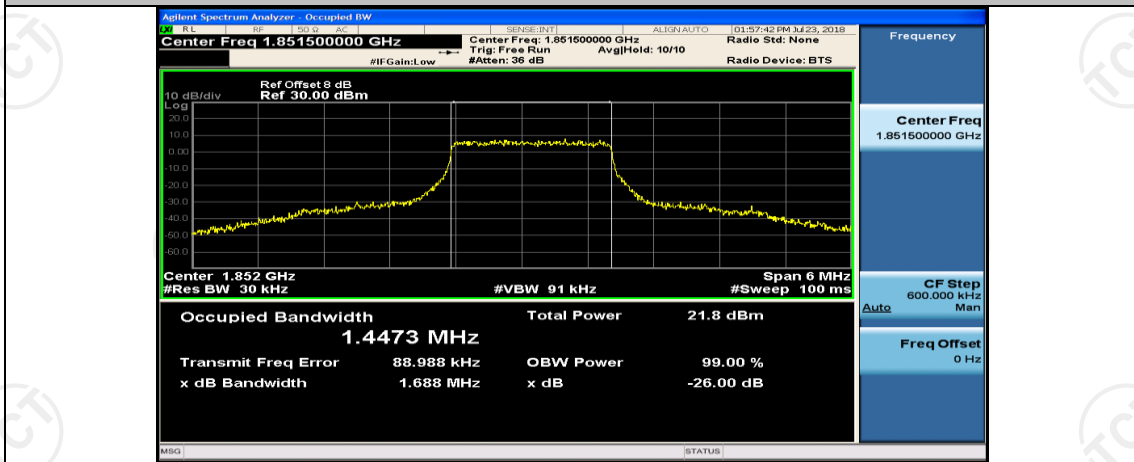 Agilent Spectrum Analyzer - Occupied BW
LXI RL RF 50 Ω AC SENSE:INT ALIGN AUTO 01:57:42 PM Jul 23, 2018
Center Freq 1.851500000 GHz Center Freq: 1.851500000 GHz Radio Std: None Frequency
Trig: Free Run Avg|Hold: 10/10
#IFGain:Low #Atten: 36 dB Radio Device: BTS
Ref Offset 8 dB
10 dB/div Ref 30.00 dBm
Log
20.0
10.0
0.00
-10.0
-20.0
-30.0
-40.0
-50.0
-60.0
Center Freq
1.851500000 GHz
Center 1.852 GHz Span 6 MHz
#Res BW 30 kHz #VBW 91 kHz #Sweep 100 ms
CF Step
600.000 kHz
Auto Man
Occupied Bandwidth Total Power 21.8 dBm
1.4473 MHz
Freq Offset
0 Hz
Transmit Freq Error 88.988 kHz OBW Power 99.00 %
x dB Bandwidth 1.688 MHz x dB -26.00 dB
MSG STATUS
TCT
TCT
TCT
TCT